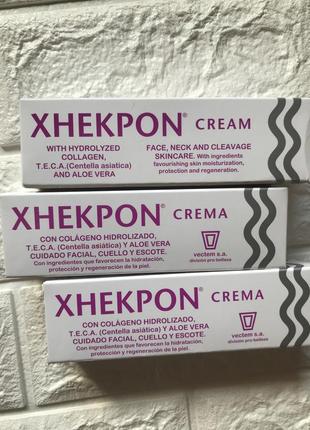 XHEKPON® CREAM
WITH HYDROLYZED
COLLAGEN,
T.E.C.A. (Centella asiatica)
AND ALOE VERA
FACE, NECK AND CLEAVAGE
SKINCARE. With ingredients
favourishing skin moisturization,
protection and regeneration.
XHEKPON® CREMA
CON COLÁGENO HIDROLIZADO,
T.E.C.A. (Centella asiática) Y ALOE VERA
CUIDADO FACIAL, CUELLO Y ESCOTE.
Con ingredientes que favorecen la hidratación,
protección y regeneración de la piel.
vectem s.a.
división pro-belleza
XHEKPON® CREMA
CON COLÁGENO HIDROLIZADO,
T.E.C.A. (Centella asiática) Y ALOE VERA
CUIDADO FACIAL, CUELLO Y ESCOTE.
Con ingredientes que favorecen la hidratación,
protección y regeneración de la piel.
vectem s.a.
división pro-belleza